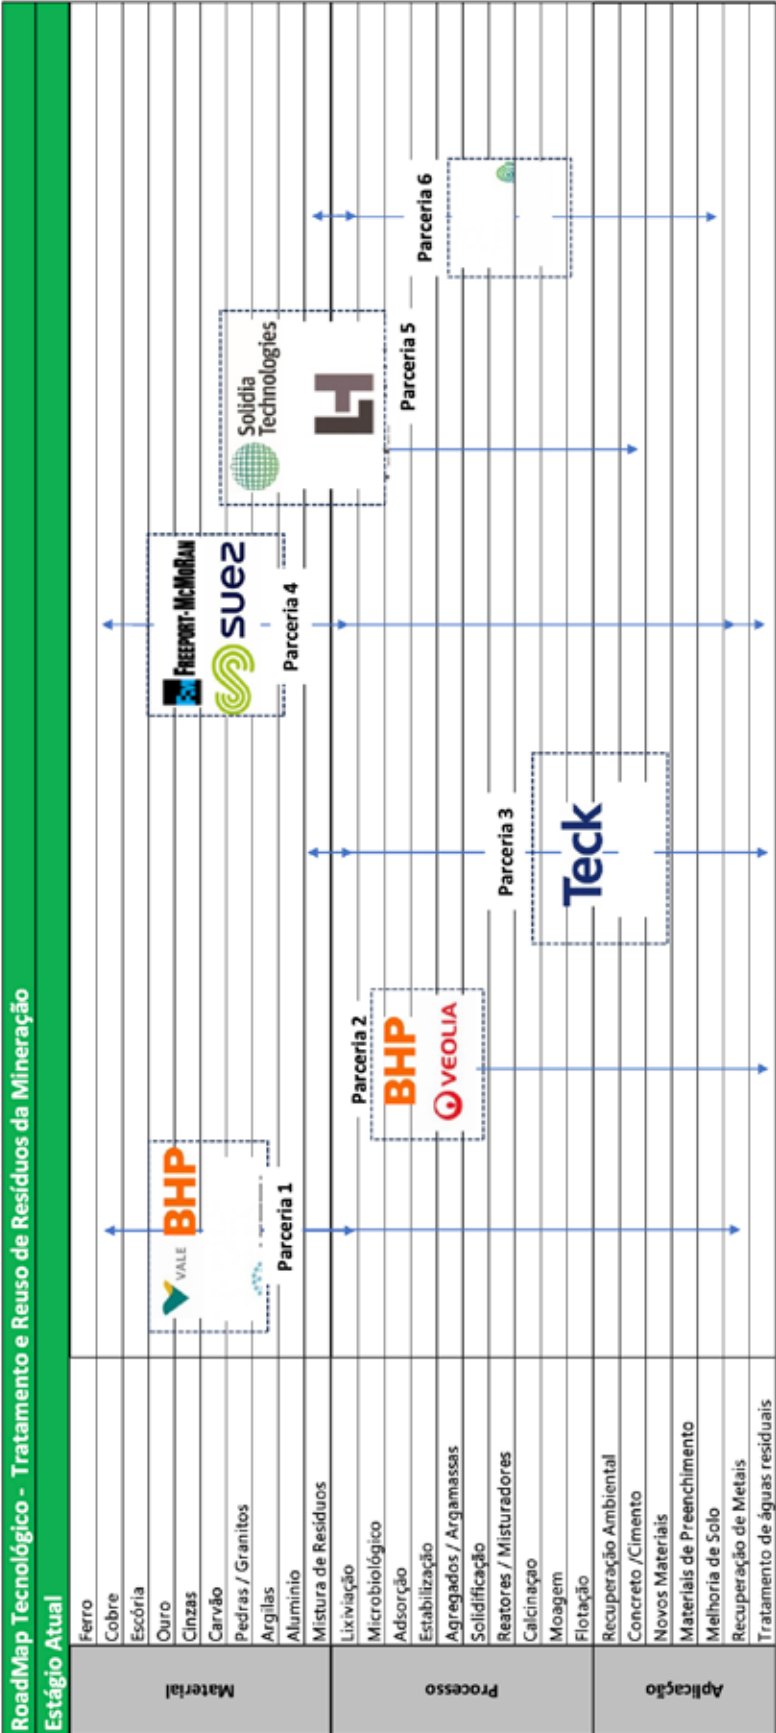 RoadMap Tecnológico - Tratamento e Reuso de Resíduos da Mineração
Estágio Atual
Material
Ferro
Cobre
Escória
Ouro
Cinzas
Carvão
Pedras / Granitos
Argilas
Aluminio
Mistura de Resíduos
Processo
Lixiviação
Microbiológico
Adsorção
Estabilização
Agregados / Argamassas
Solidificação
Reatores / Misturadores
Calcinaçao
Moagem
Flotação
Aplicação
Recuperação Ambiental
Concreto /Cimento
Novos Materiais
Materiais de Preenchimento
Melhoria de Solo
Recuperação de Metais
Tratamento de águas residuais
VALE
BHP
Parceria 1
Parceria 2
BHP
VEOLIA
Parceria 3
Teck
FCX FREEPORT-McMoRAN
suez
Parceria 4
Solidia
Technologies
LH
Parceria 5
Parceria 6